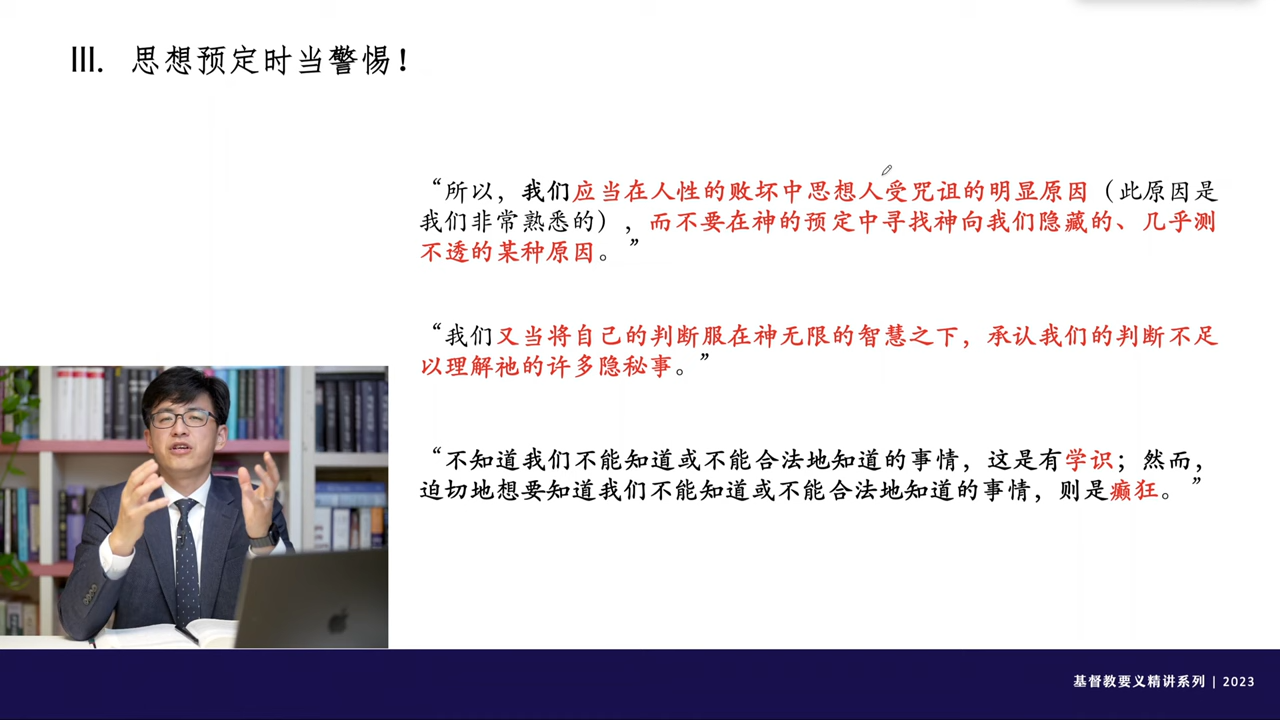 III. 思想预定时当警惕！
“所以，我们应当在人性的败坏中思想人受咒诅的明显原因（此原因是
我们非常熟悉的），而不要在神的预定中寻找神向我们隐藏的、几乎测
不透的某种原因。”
“我们又当将自己的判断服在神无限的智慧之下，承认我们的判断不足
以理解祂的许多隐秘事。”
“不知道我们不能知道或不能合法地知道的事情，这是有学识；然而，
迫切地想要知道我们不能知道或不能合法地知道的事情，则是癫狂。”
基督教要义精讲系列 | 2023